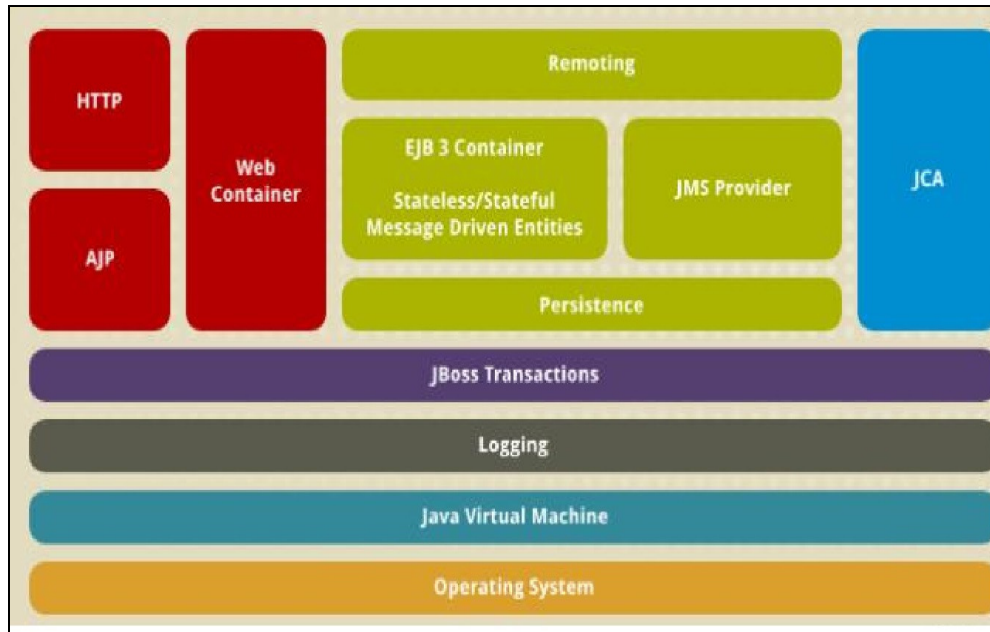 HTTP
AJP
Web
Container
Remoting
EJB 3 Container
Stateless/Stateful
Message Driven Entities
JMS Provider
Persistence
JCA
JBoss Transactions
Logging
Java Virtual Machine
Operating System